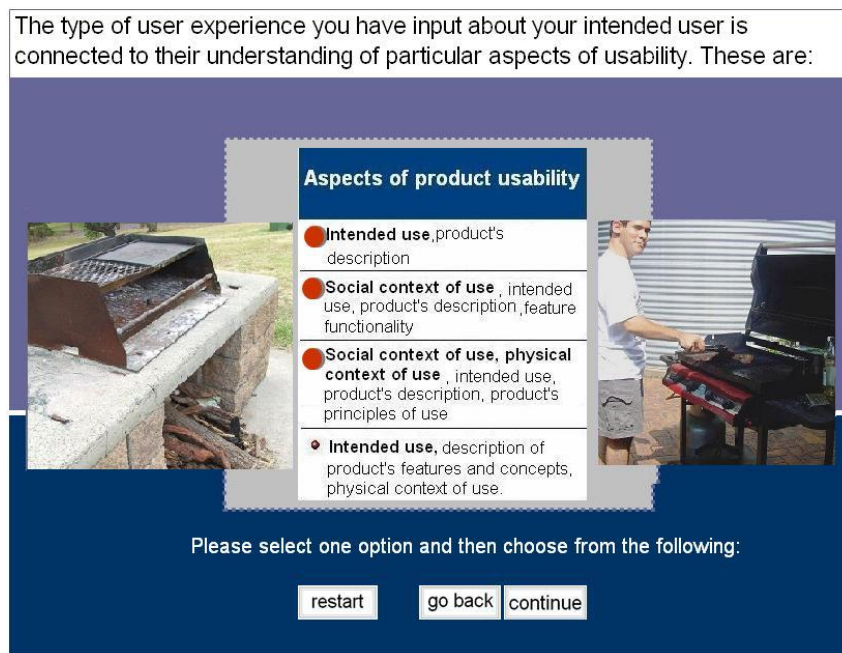 The type of user experience you have input about your intended user is
connected to their understanding of particular aspects of usability. These are:
Aspects of product usability
Intended use,product's
description
Social context of use , intended
use, product's description ,feature
functionality
Social context of use, physical
context of use , intended use,
product's description, product's
principles of use
Intended use, description of
product's features and concepts,
physical context of use.
Please select one option and then choose from the following:
restart
go back
continue